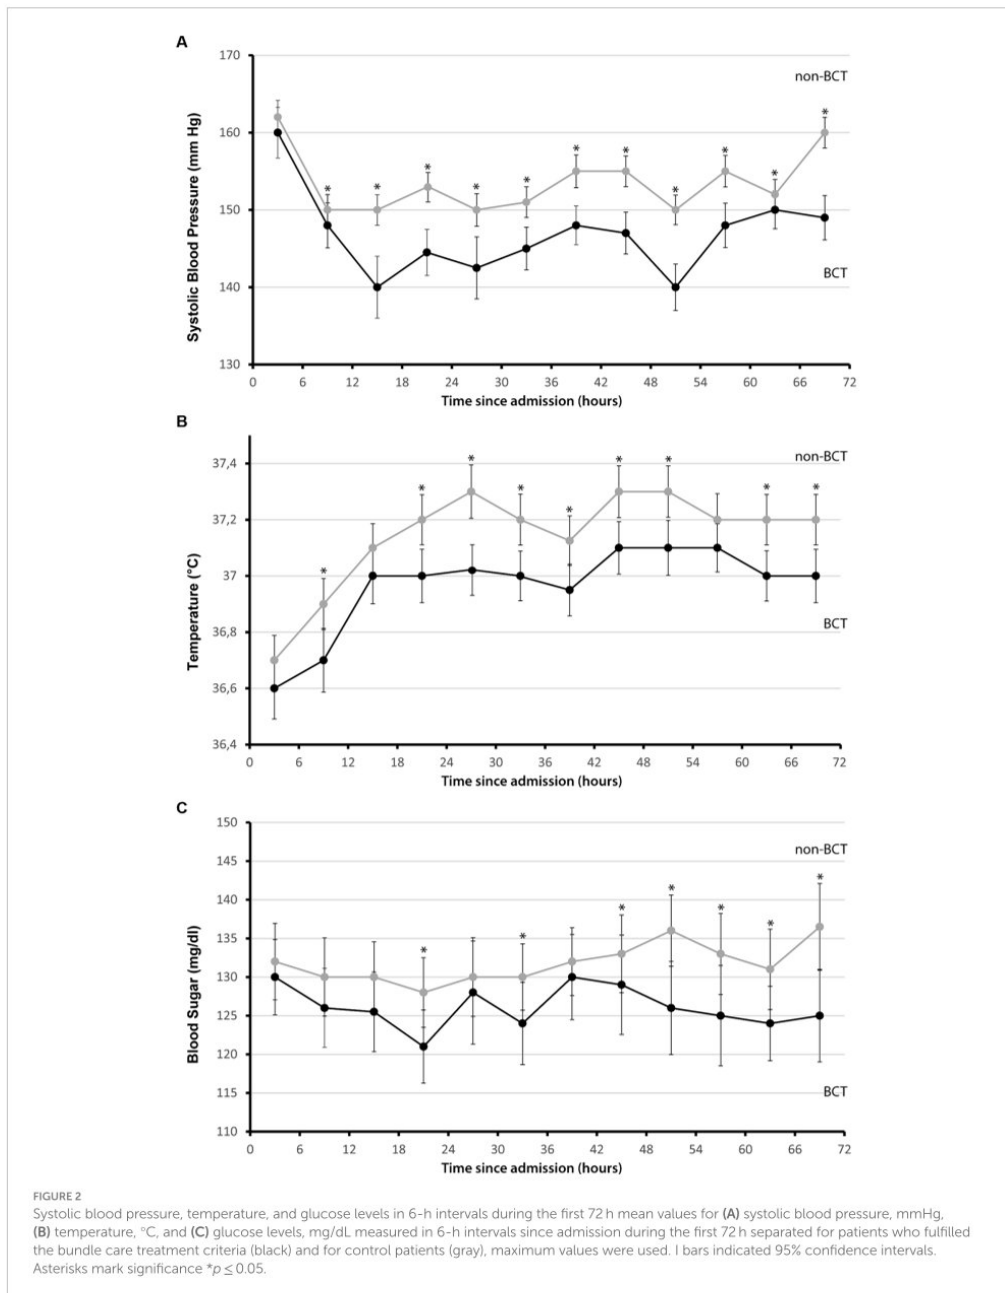 A
170
non-BCT
*
160
* * * * * * * * * *
150
140
BCT
130
0 6 12 18 24 30 36 42 48 54 60 66 72
Systolic Blood Pressure (mm Hg)
Time since admission (hours)
B
37,4
non-BCT
* * * * * * * * *
37,2
37
36,8
BCT
36,6
36,4
0 6 12 18 24 30 36 42 48 54 60 66 72
Temperature (°C)
Time since admission (hours)
C
150
non-BCT
145
140
* * * * * * *
135
130
125
120
115
BCT
110
0 6 12 18 24 30 36 42 48 54 60 66 72
Blood Sugar (mg/dl)
Time since admission (hours)
FIGURE 2
Systolic blood pressure, temperature, and glucose levels in 6-h intervals during the first 72 h mean values for (A) systolic blood pressure, mmHg,
(B) temperature, °C, and (C) glucose levels, mg/dL measured in 6-h intervals since admission during the first 72 h separated for patients who fulfilled
the bundle care treatment criteria (black) and for control patients (gray), maximum values were used. I bars indicated 95% confidence intervals.
Asterisks mark significance *p ≤ 0.05.